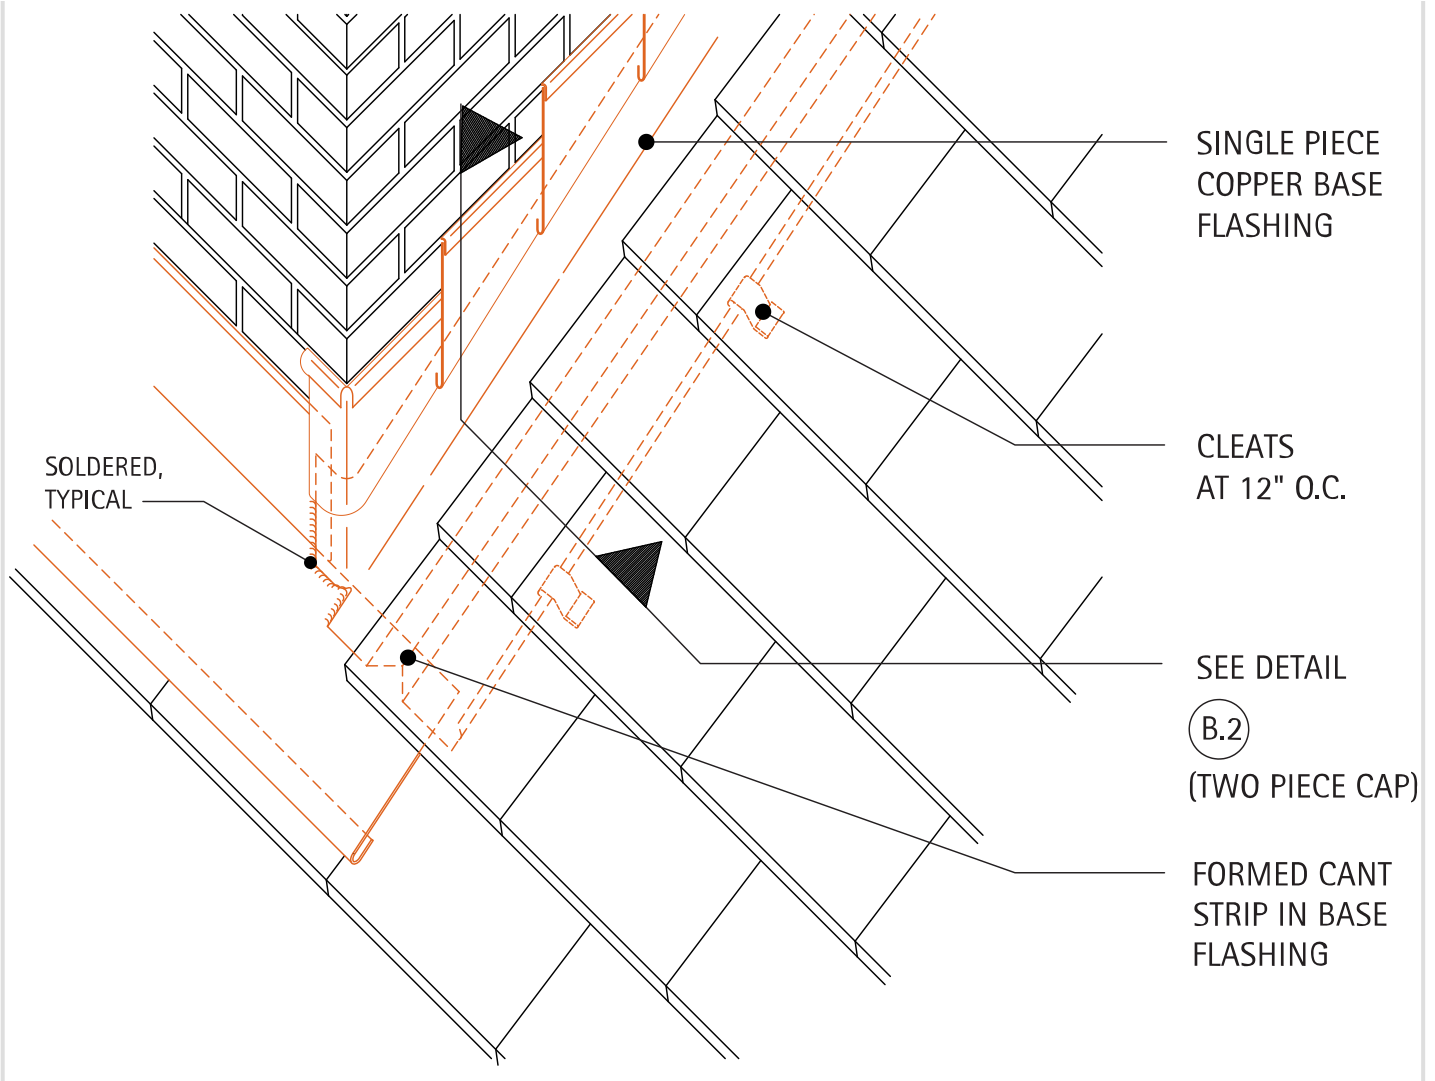 SINGLE PIECE
COPPER BASE
FLASHING
CLEATS
AT 12" O.C.
SOLDERED,
TYPICAL
SEE DETAIL
B.2
(TWO PIECE CAP)
FORMED CANT
STRIP IN BASE
FLASHING